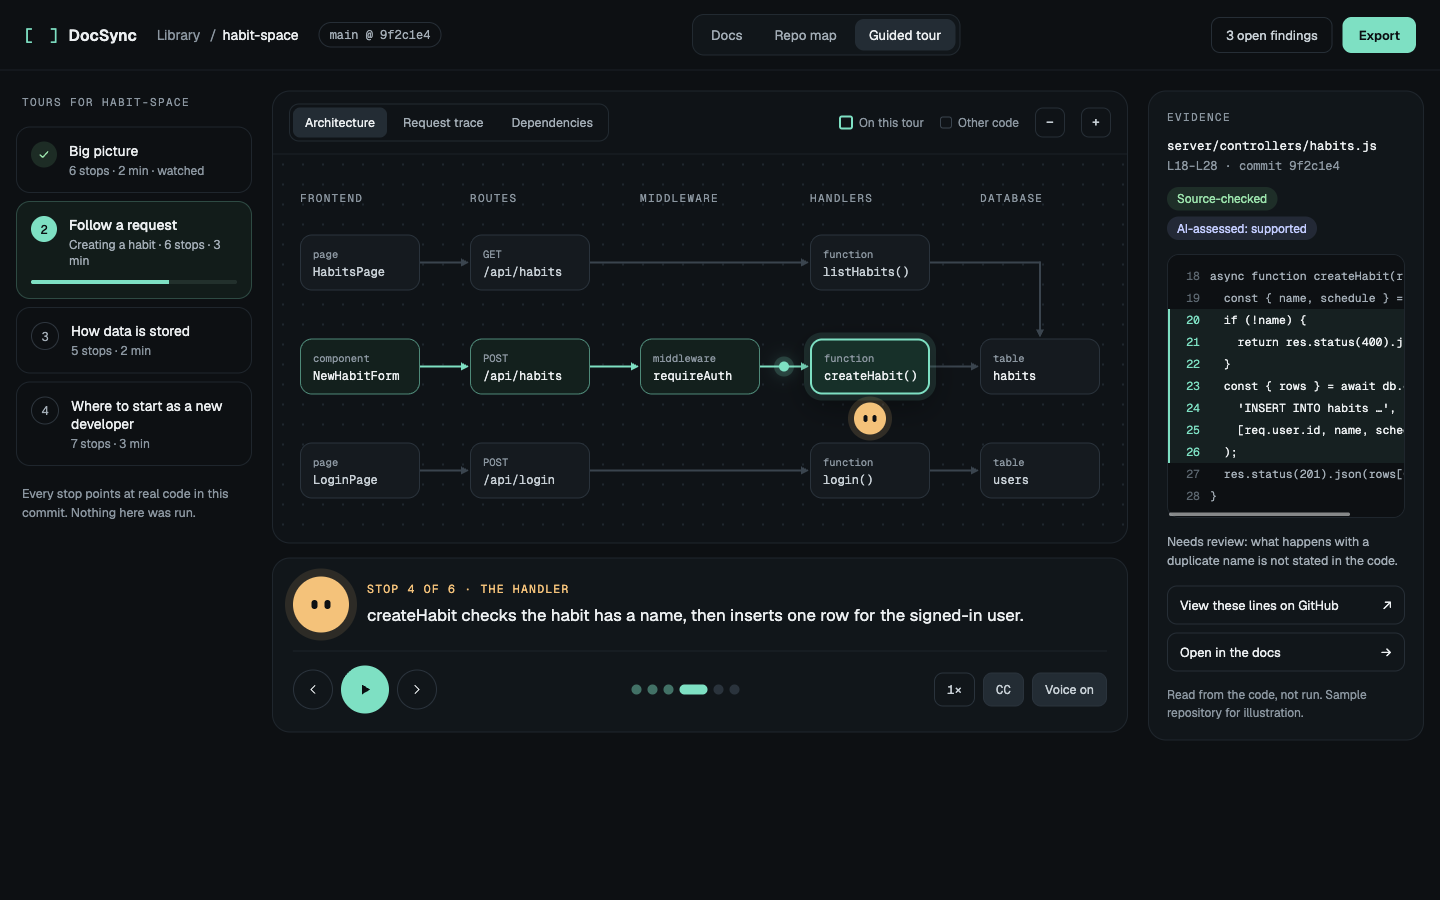 [ ] DocSync Library / habit-space main @ 9f2c1e4
Docs Repo map Guided tour
3 open findings Export
TOURS FOR HABIT-SPACE
Big picture
6 stops · 2 min · watched
2 Follow a request
Creating a habit · 6 stops · 3
min
3 How data is stored
5 stops · 2 min
4 Where to start as a new
developer
7 stops · 3 min
Every stop points at real code in this
commit. Nothing here was run.
Architecture Request trace Dependencies
On this tour Other code − +
FRONTEND ROUTES MIDDLEWARE HANDLERS DATABASE
page GET function
HabitsPage /api/habits listHabits()
component POST middleware function table
NewHabitForm /api/habits requireAuth createHabit() habits
page POST function table
LoginPage /api/login login() users
STOP 4 OF 6 · THE HANDLER
createHabit checks the habit has a name, then inserts one row for the signed-in user.
1× CC Voice on
EVIDENCE
server/controllers/habits.js
L18–L28 · commit 9f2c1e4
Source-checked
AI-assessed: supported
18 async function createHabit(r
19 const { name, schedule } =
20 if (!name) {
21 return res.status(400).j
22 }
23 const { rows } = await db.
24 'INSERT INTO habits …',
25 [req.user.id, name, sche
26 );
27 res.status(201).json(rows[
28 }
Needs review: what happens with a
duplicate name is not stated in the code.
View these lines on GitHub ↗
Open in the docs →
Read from the code, not run. Sample
repository for illustration.